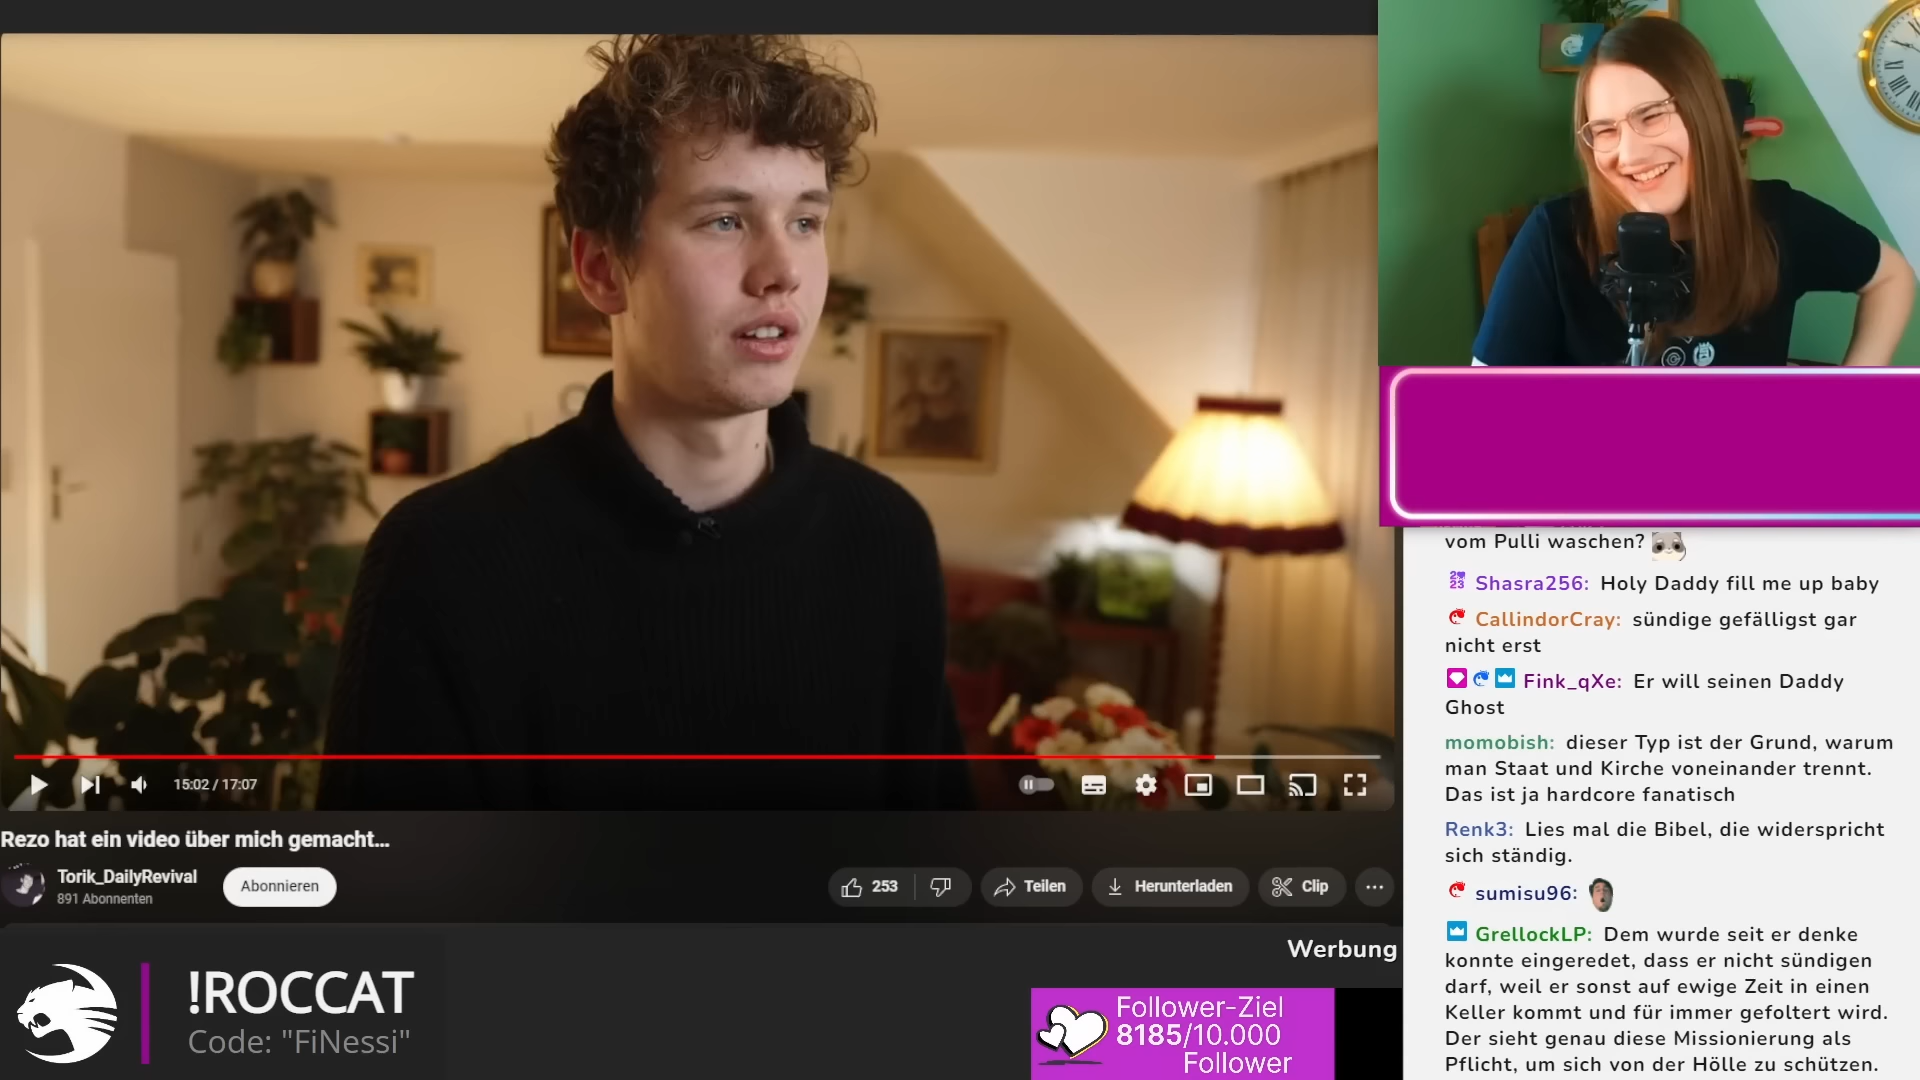 15:02 / 17:07
Rezo hat ein video über mich gemacht...
Torik_DailyRevival
891 Abonnenten
Abonnieren
253
Teilen
Herunterladen
Clip
Werbung
!ROCCAT
Code: "FiNessi"
Follower-Ziel
8185/10.000
Follower
vom Pulli waschen?
Shasra256: Holy Daddy fill me up baby
CallindorCray: sündige gefälligst gar
nicht erst
Fink_qXe: Er will seinen Daddy
Ghost
momobish: dieser Typ ist der Grund, warum
man Staat und Kirche voneinander trennt.
Das ist ja hardcore fanatisch
Renk3: Lies mal die Bibel, die widerspricht
sich ständig.
sumisu96:
GrellockLP: Dem wurde seit er denke
konnte eingeredet, dass er nicht sündigen
darf, weil er sonst auf ewige Zeit in einen
Keller kommt und für immer gefoltert wird.
Der sieht genau diese Missionierung als
Pflicht, um sich von der Hölle zu schützen.